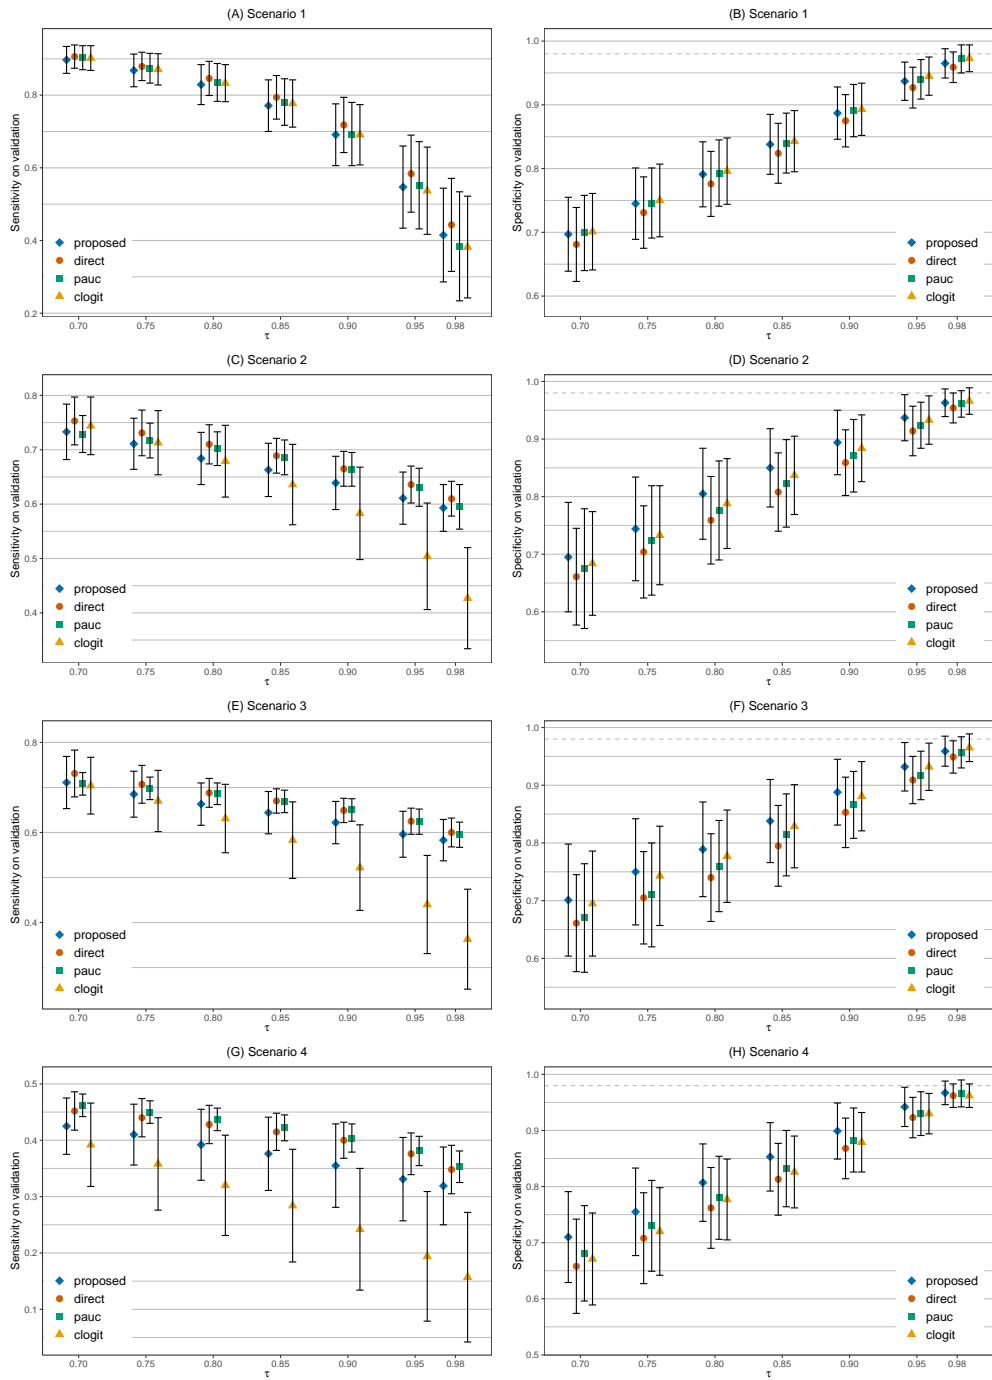 (A) Scenario 1
Sensitivity on validation
0.8
0.6
0.4
0.2
proposed
direct
pauc
clogit
0.70 0.75 0.80 0.85 0.90 0.95 0.98
τ
(B) Scenario 1
Specificity on validation
1.0
0.9
0.8
0.7
0.6
proposed
direct
pauc
clogit
0.70 0.75 0.80 0.85 0.90 0.95 0.98
τ
(C) Scenario 2
Sensitivity on validation
0.8
0.7
0.6
0.5
0.4
proposed
direct
pauc
clogit
0.70 0.75 0.80 0.85 0.90 0.95 0.98
τ
(D) Scenario 2
Specificity on validation
1.0
0.9
0.8
0.7
0.6
proposed
direct
pauc
clogit
0.70 0.75 0.80 0.85 0.90 0.95 0.98
τ
(E) Scenario 3
Sensitivity on validation
0.8
0.6
0.4
proposed
direct
pauc
clogit
0.70 0.75 0.80 0.85 0.90 0.95 0.98
τ
(F) Scenario 3
Specificity on validation
1.0
0.9
0.8
0.7
0.6
proposed
direct
pauc
clogit
0.70 0.75 0.80 0.85 0.90 0.95 0.98
τ
(G) Scenario 4
Sensitivity on validation
0.5
0.4
0.3
0.2
0.1
proposed
direct
pauc
clogit
0.70 0.75 0.80 0.85 0.90 0.95 0.98
τ
(H) Scenario 4
Specificity on validation
1.0
0.9
0.8
0.7
0.6
0.5
proposed
direct
pauc
clogit
0.70 0.75 0.80 0.85 0.90 0.95 0.98
τ